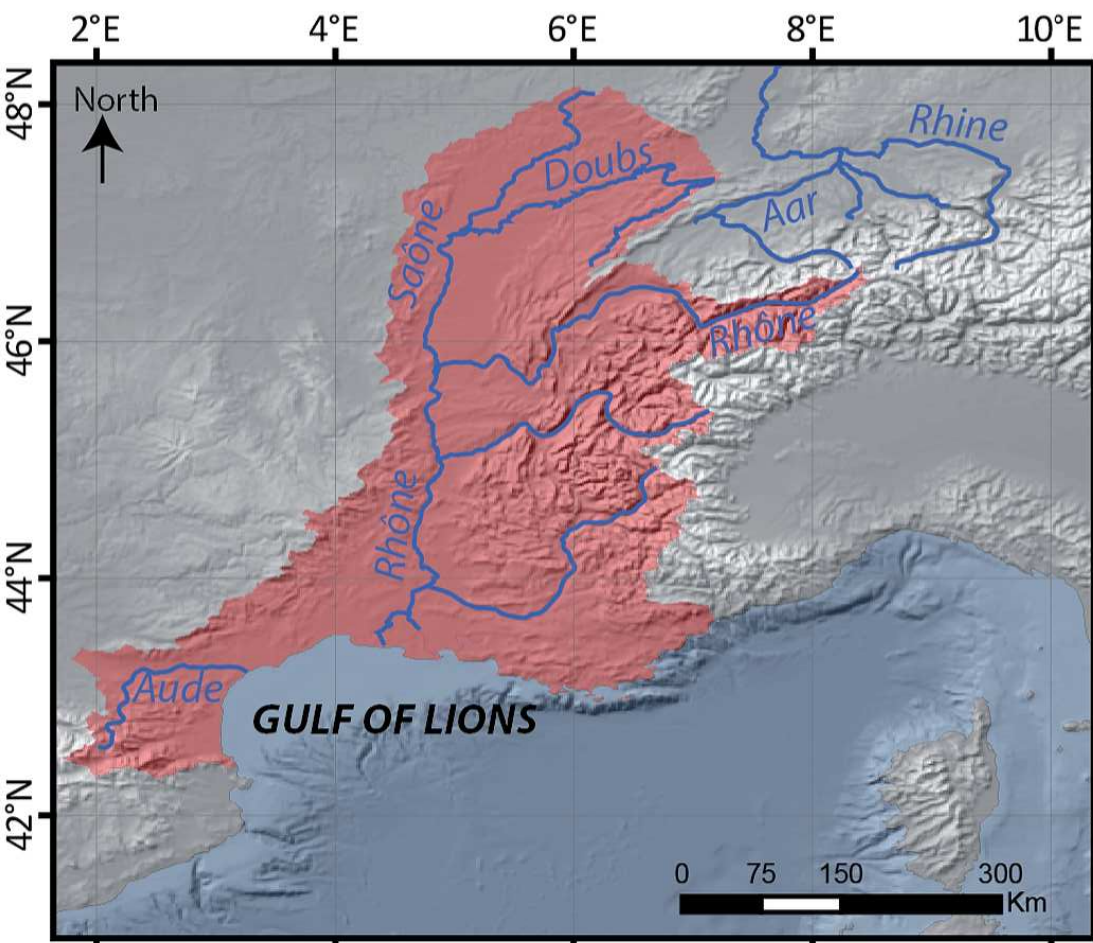 2°E 4°E 6°E 8°E 10°E
48°N
North
Rhine
Doubs
Aar
Saône
46°N
Rhône
Rhône
44°N
Aude
GULF OF LIONS
42°N
0 75 150 300
Km